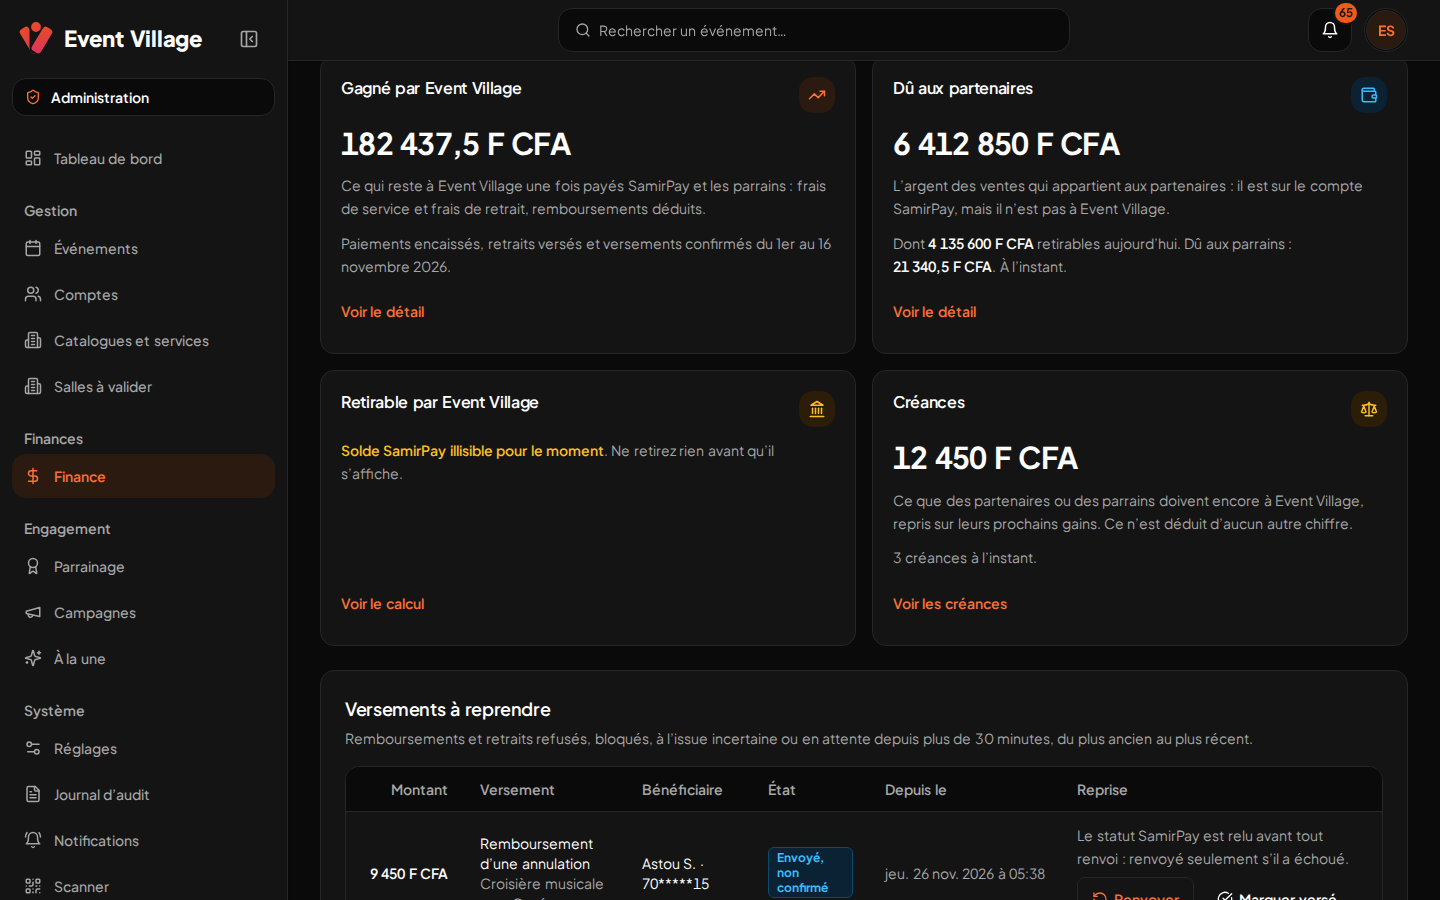 Event Village
Administration
Tableau de bord
Gestion
Événements
Comptes
Catalogues et services
Salles à valider
Finances
Finance
Engagement
Parrainage
Campagnes
À la une
Système
Réglages
Journal d’audit
Notifications
Scanner
Rechercher un événement…
65
ES
Gagné par Event Village
182 437,5 F CFA
Ce qui reste à Event Village une fois payés SamirPay et les parrains : frais
de service et frais de retrait, remboursements déduits.
Paiements encaissés, retraits versés et versements confirmés du 1er au 16
novembre 2026.
Voir le détail
Dû aux partenaires
6 412 850 F CFA
L’argent des ventes qui appartient aux partenaires : il est sur le compte
SamirPay, mais il n’est pas à Event Village.
Dont 4 135 600 F CFA retirables aujourd’hui. Dû aux parrains :
21 340,5 F CFA. À l’instant.
Voir le détail
Retirable par Event Village
Solde SamirPay illisible pour le moment. Ne retirez rien avant qu’il
s’affiche.
Voir le calcul
Créances
12 450 F CFA
Ce que des partenaires ou des parrains doivent encore à Event Village,
repris sur leurs prochains gains. Ce n’est déduit d’aucun autre chiffre.
3 créances à l’instant.
Voir les créances
Versements à reprendre
Remboursements et retraits refusés, bloqués, à l’issue incertaine ou en attente depuis plus de 30 minutes, du plus ancien au plus récent.
Montant Versement Bénéficiaire État Depuis le Reprise
9 450 F CFA
Remboursement
d’une annulation
Croisière musicale
Astou S. ·
70*****15
Envoyé,
non
confirmé
jeu. 26 nov. 2026 à 05:38
Le statut SamirPay est relu avant tout
renvoi : renvoyé seulement s’il a échoué.
Renvoyer Marquer versé